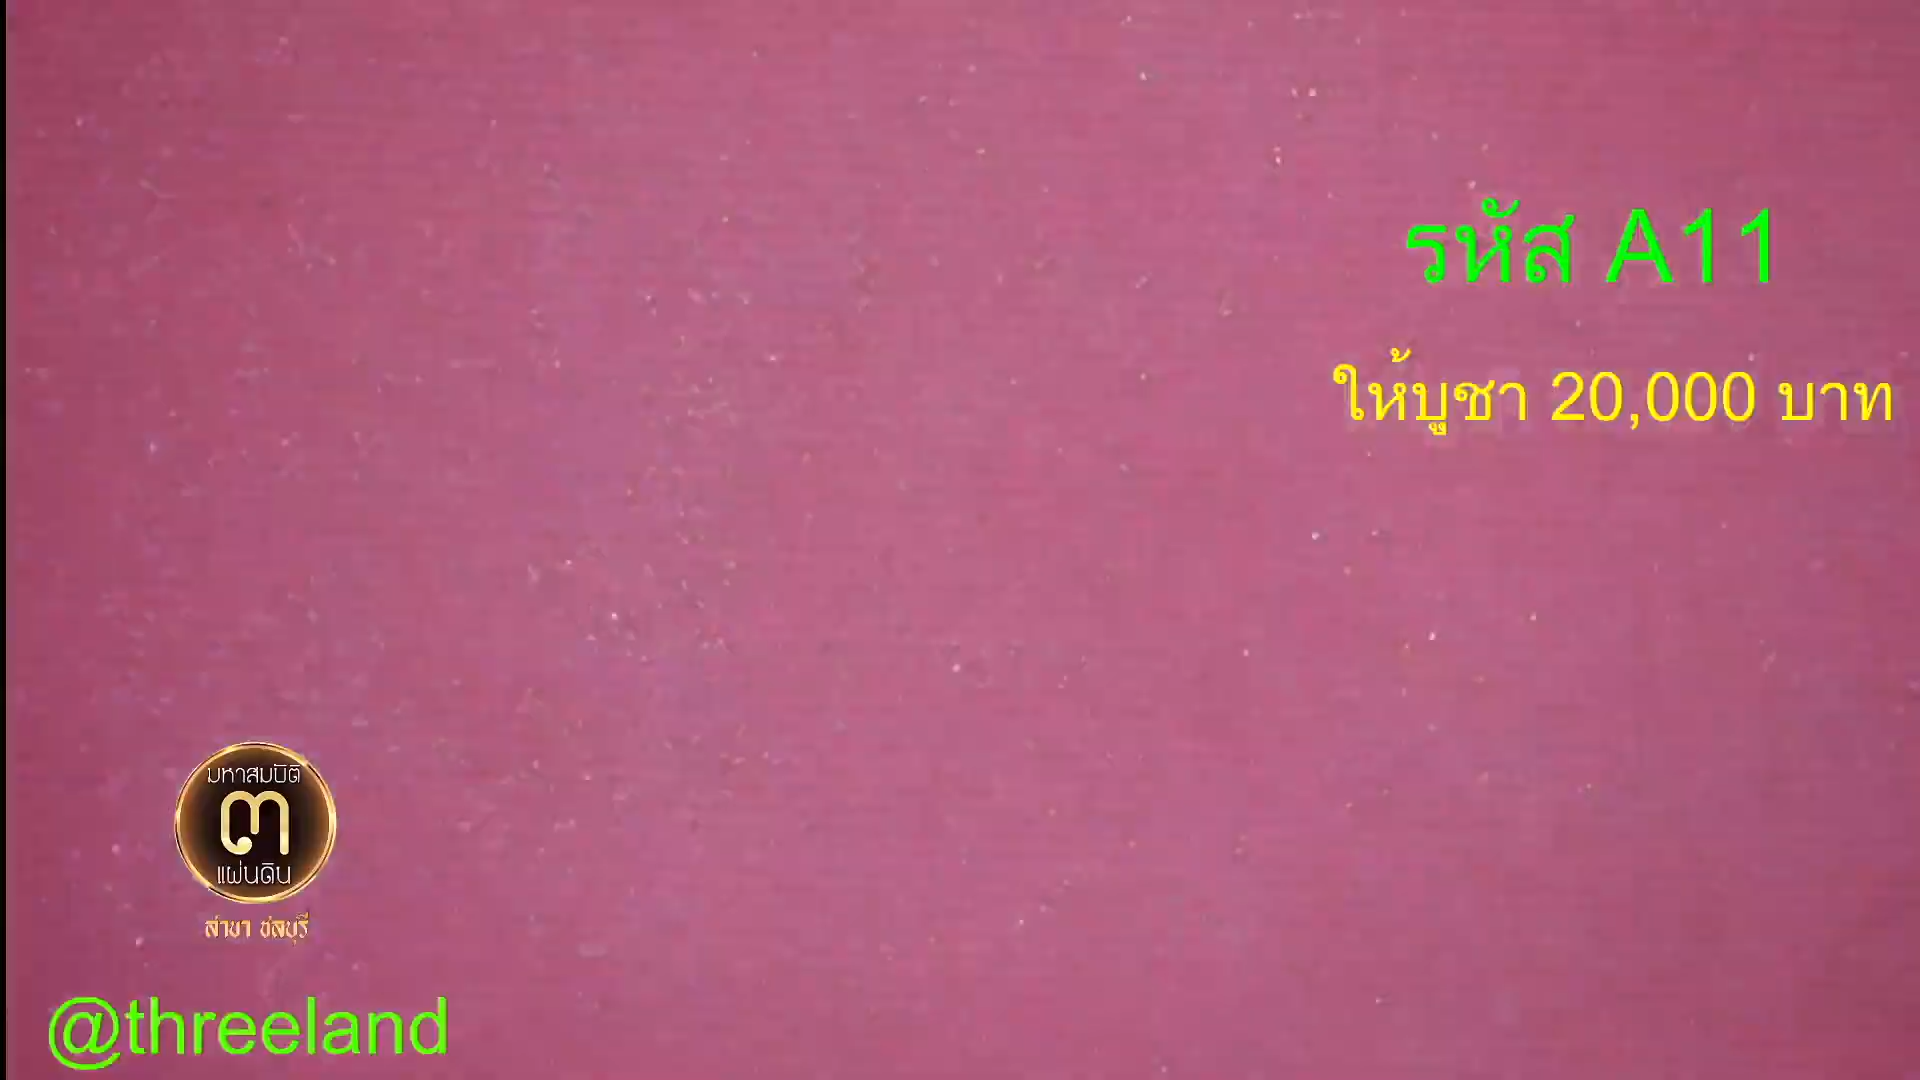 รหัส A11
ให้บูชา 20,000 บาท
มหาสมบัติ
๓
แผ่นดิน
สาขา ชลบุรี
@threeland